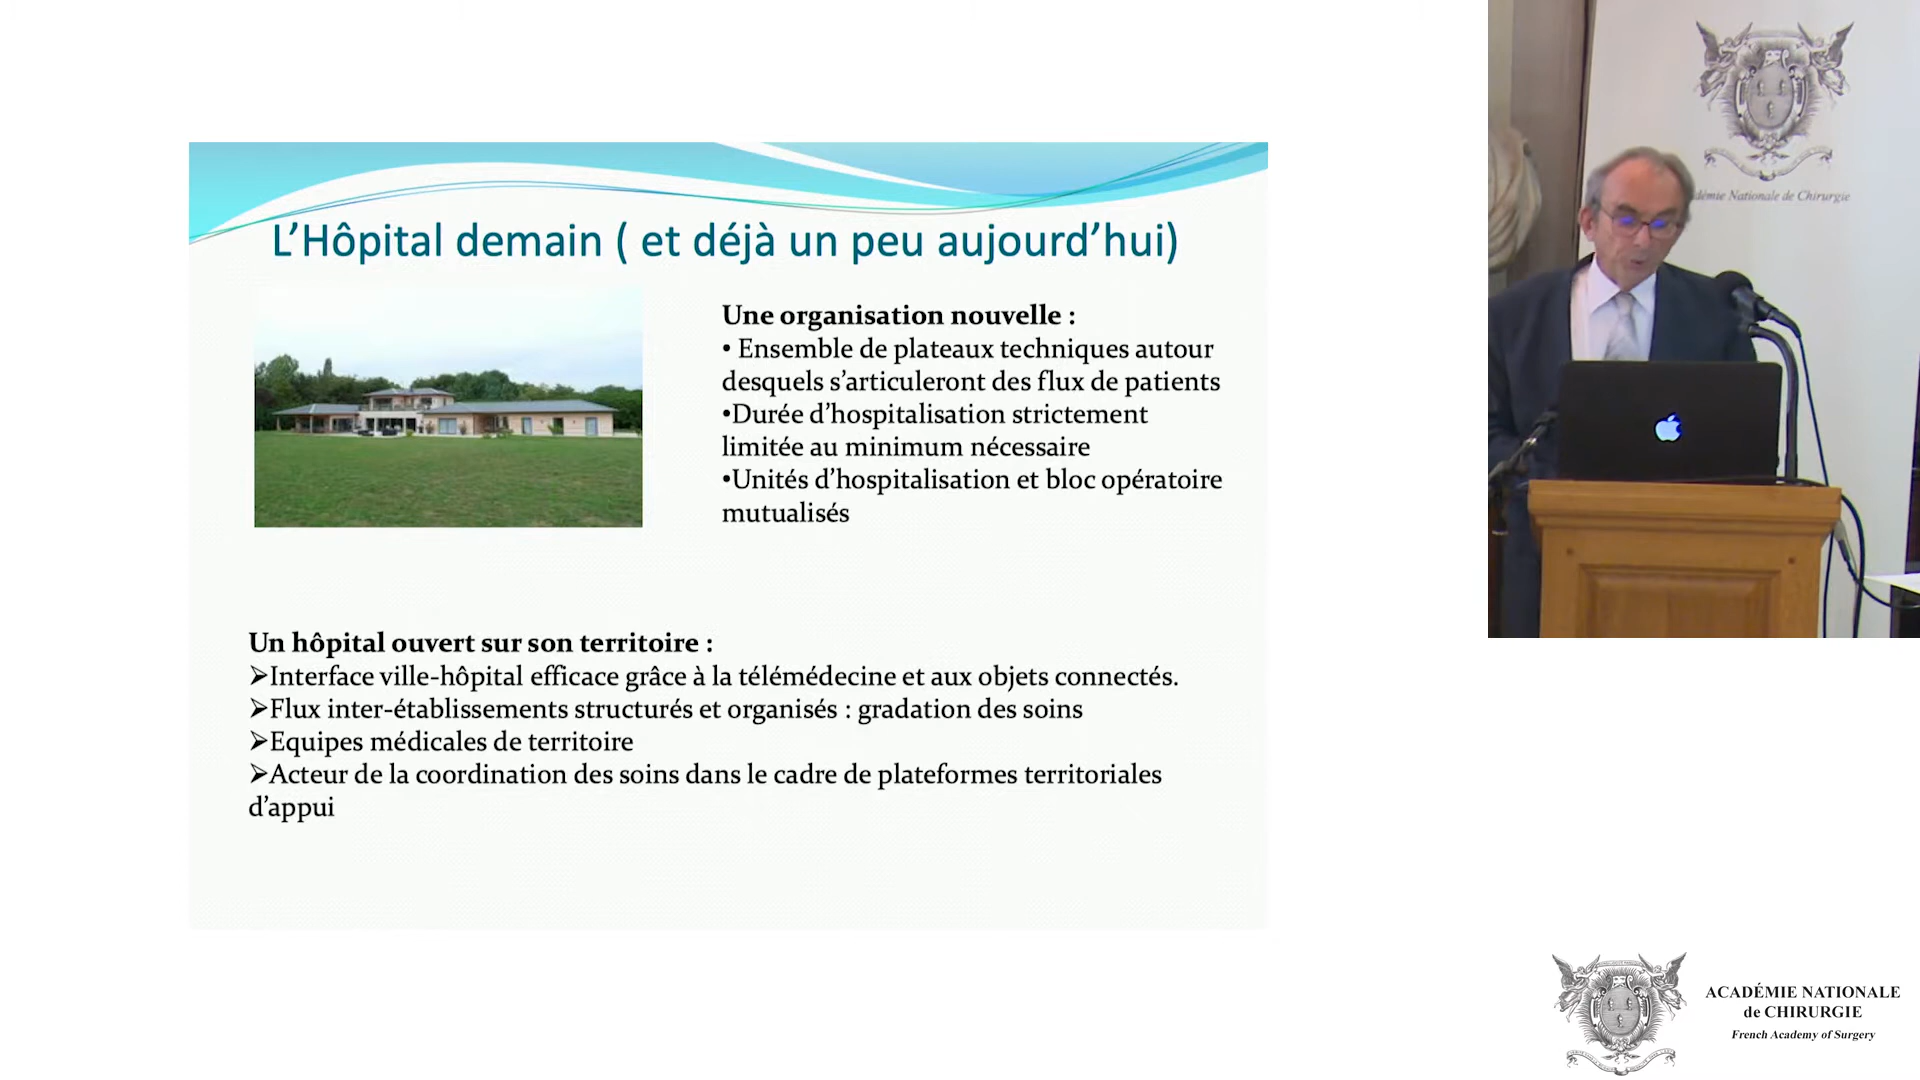 L’Hôpital demain ( et déjà un peu aujourd’hui)
Une organisation nouvelle :
• Ensemble de plateaux techniques autour
desquels s’articuleront des flux de patients
•Durée d’hospitalisation strictement
limitée au minimum nécessaire
•Unités d’hospitalisation et bloc opératoire
mutualisés
Un hôpital ouvert sur son territoire :
➢Interface ville-hôpital efficace grâce à la télémédecine et aux objets connectés.
➢Flux inter-établissements structurés et organisés : gradation des soins
➢Equipes médicales de territoire
➢Acteur de la coordination des soins dans le cadre de plateformes territoriales
d’appui
Nationale de Chirurgie
ACADÉMIE NATIONALE
de CHIRURGIE
French Academy of Surgery